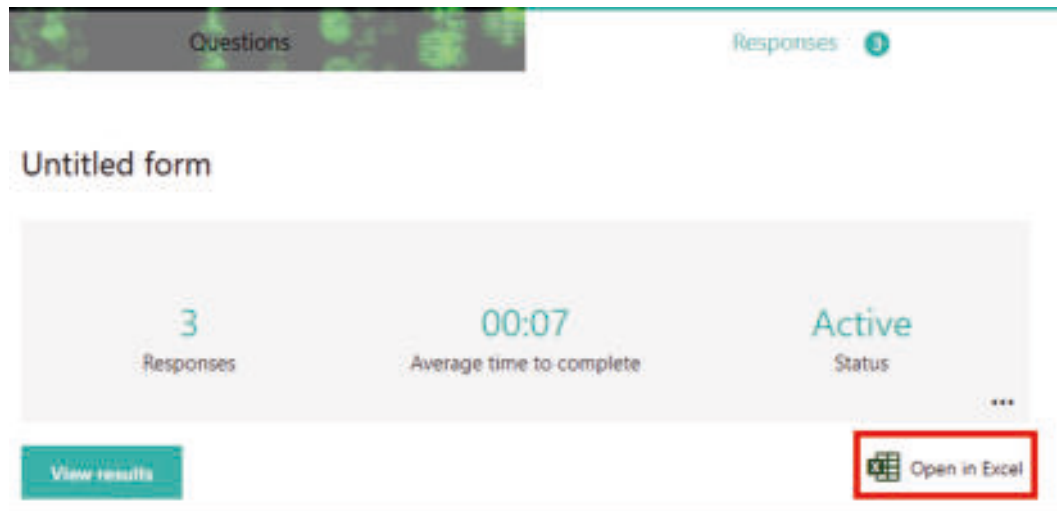 Questions
Responses 3
Untitled form
3
Responses
00:07
Average time to complete
Active
Status
...
View results
Open in Excel